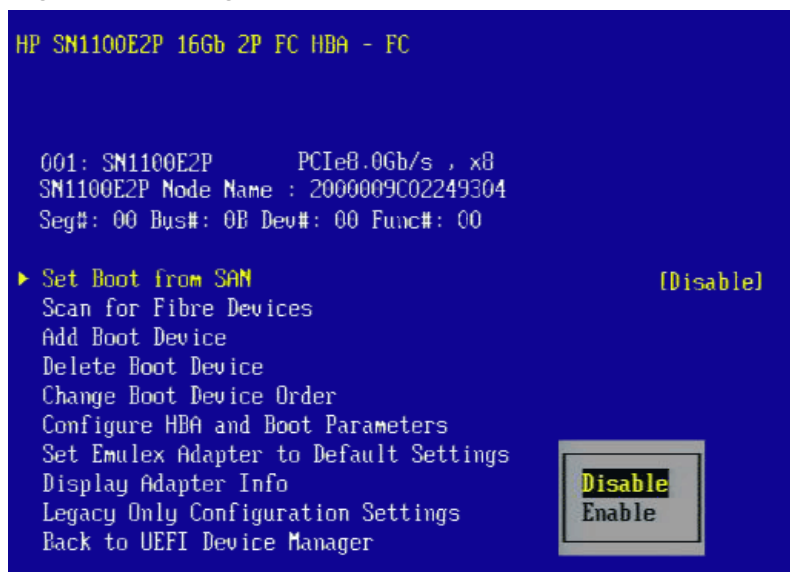 HP SN1100E2P 16Gb 2P FC HBA - FC
001: SN1100E2P PCIe8.0Gb/s , x8
SN1100E2P Node Name : 2000009C02249304
Seg#: 00 Bus#: 0B Dev#: 00 Func#: 00
▶ Set Boot from SAN [Disable]
Scan for Fibre Devices
Add Boot Device
Delete Boot Device
Change Boot Device Order
Configure HBA and Boot Parameters
Set Emulex Adapter to Default Settings
Display Adapter Info
Legacy Only Configuration Settings
Back to UEFI Device Manager
Disable
Enable